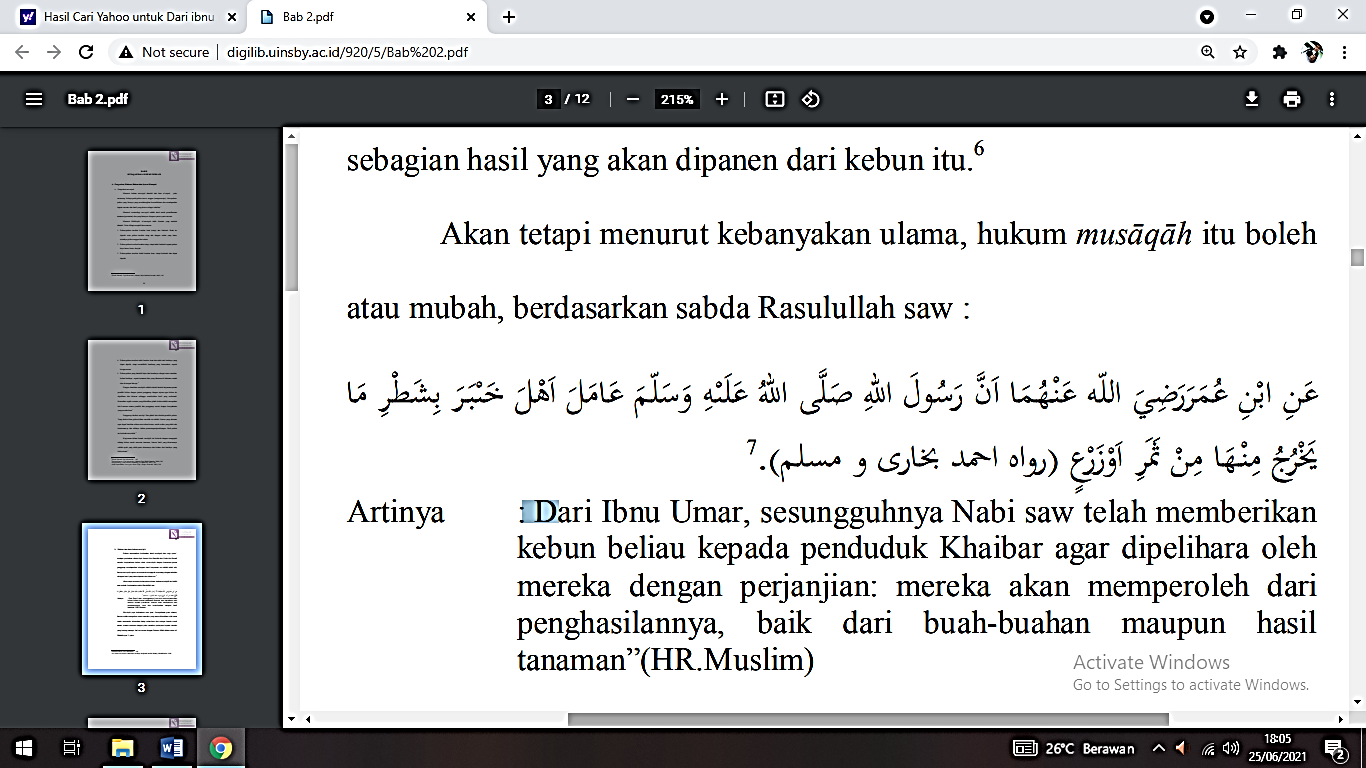 Hasil Cari Yahoo untuk Dari ibnu
Bab 2.pdf
Not secure
digilib.uinsby.ac.id/920/5/Bab%202.pdf
Bab 2.pdf
3 / 12
215%
1
2
3
sebagian hasil yang akan dipanen dari kebun itu.6
Akan tetapi menurut kebanyakan ulama, hukum musāqāh itu boleh
atau mubah, berdasarkan sabda Rasulullah saw :
عَنِ ابْنِ عُمَرَرَضِيَ اللّه عَنْهُمَا اَنَّ رَسُولَ اللهِ صَلَّى اللهُ عَلَىْهِ وَسَلّمَ عَامَلَ اَهْلَ خَىْبَرَ بِشَطْرِ مَا
يَخْرُجُ مِنْهَا مِنْ ثَمَرِ اَوْزَرْعٍ (رواه احمد بخارى و مسلم).7
Artinya : Dari Ibnu Umar, sesungguhnya Nabi saw telah memberikan
kebun beliau kepada penduduk Khaibar agar dipelihara oleh
mereka dengan perjanjian: mereka akan memperoleh dari
penghasilannya, baik dari buah-buahan maupun hasil
tanaman”(HR.Muslim)
Activate Windows
Go to Settings to activate Windows.
26°C Berawan
18:05
25/06/2021
2